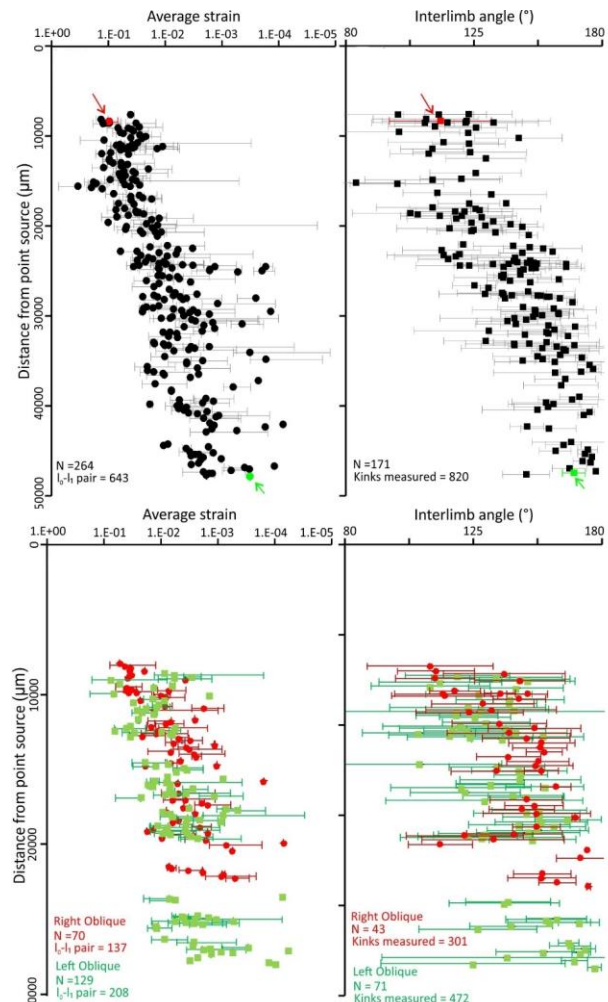 Average strain
1.E+00 1.E-01 1.E-02 1.E-03 1.E-04 1.E-05
Interlimb angle (°)
80 125 180
Distance from point source (µm)
0
10000
20000
30000
40000
50000
N =264
l₀-l₁ pair = 643
N =171
Kinks measured = 820
Average strain
1.E+00 1.E-01 1.E-02 1.E-03 1.E-04 1.E-05
Interlimb angle (°)
80 125 180
Distance from point source (µm)
0
10000
20000
Right Oblique
N =70
l₀-l₁ pair = 137
Left Oblique
N =129
l₀-l₁ pair = 208
Right Oblique
N = 43
Kinks measured = 301
Left Oblique
N = 71
Kinks measured = 472